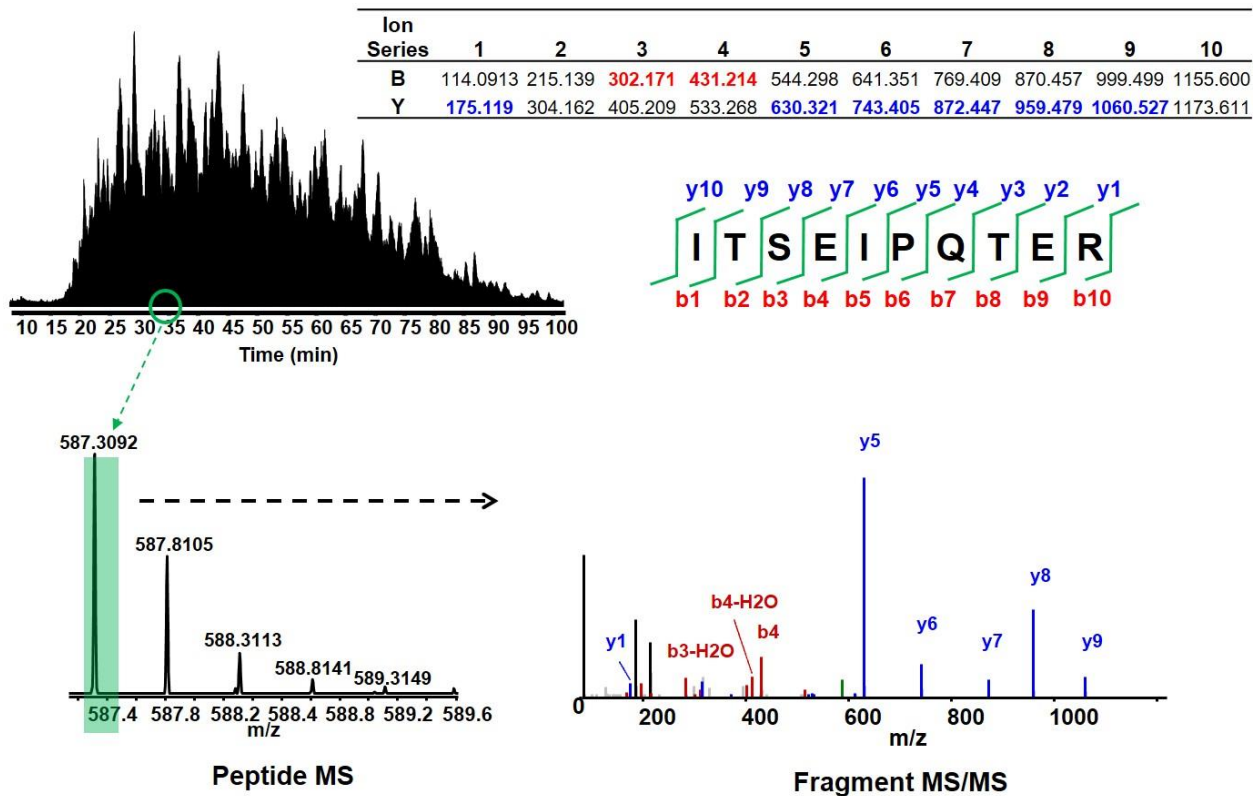 Ion
Series 1 2 3 4 5 6 7 8 9 10
B 114.0913 215.139 302.171 431.214 544.298 641.351 769.409 870.457 999.499 1155.600
Y 175.119 304.162 405.209 533.268 630.321 743.405 872.447 959.479 1060.527 1173.611
y10 y9 y8 y7 y6 y5 y4 y3 y2 y1
I T S E I P Q T E R
b1 b2 b3 b4 b5 b6 b7 b8 b9 b10
10 15 20 25 30 35 40 45 50 55 60 65 70 75 80 85 90 95 100
Time (min)
587.3092
587.8105
588.3113
588.8141
589.3149
587.4 587.8 588.2 588.4 588.8 589.2 589.6
m/z
Peptide MS
y5
y8
b4-H2O
y6
b4
y1
b3-H2O
y7
y9
0 200 400 600 800 1000
m/z
Fragment MS/MS